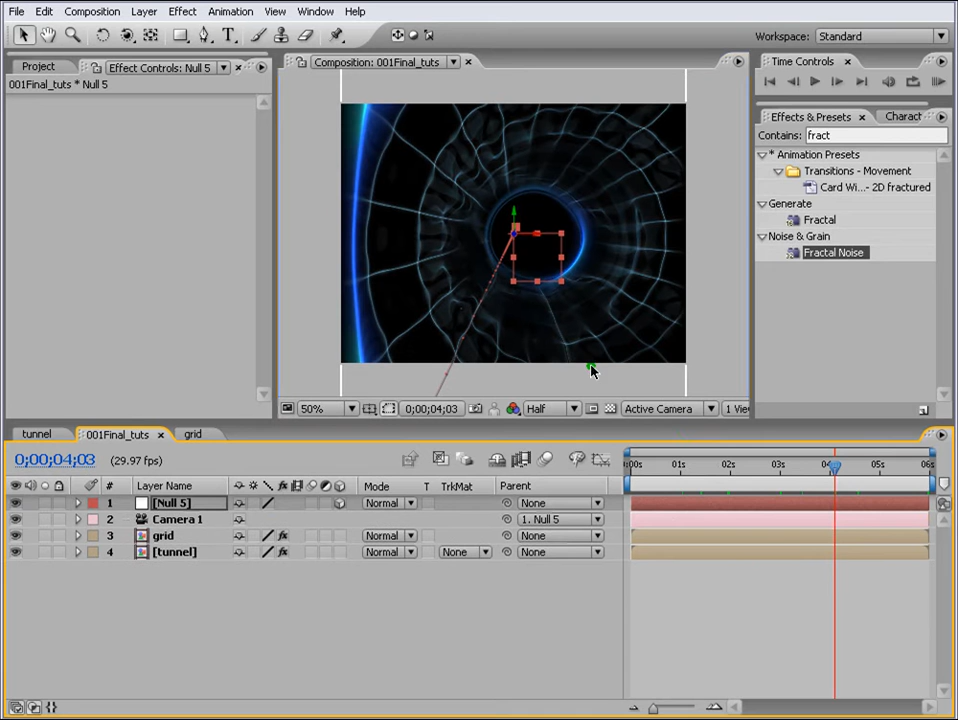 File Edit Composition Layer Effect Animation View Window Help
Workspace: Standard
Project Effect Controls: Null 5
001Final_tuts * Null 5
Composition: 001Final_tuts
Time Controls
Effects & Presets Charact
Contains: fract
* Animation Presets
Transitions - Movement
Card Wi...- 2D fractured
Generate
Fractal
Noise & Grain
Fractal Noise
50% 0;00;04;03 Half Active Camera 1 Vie
tunnel 001Final_tuts grid
0;00;04;03 (29.97 fps)
:00s 01s 02s 04s 05s 06s
# Layer Name Mode T TrkMat Parent
1 [Null 5] Normal None
2 Camera 1 1. Null 5
3 grid Normal None
4 [tunnel] Normal None None